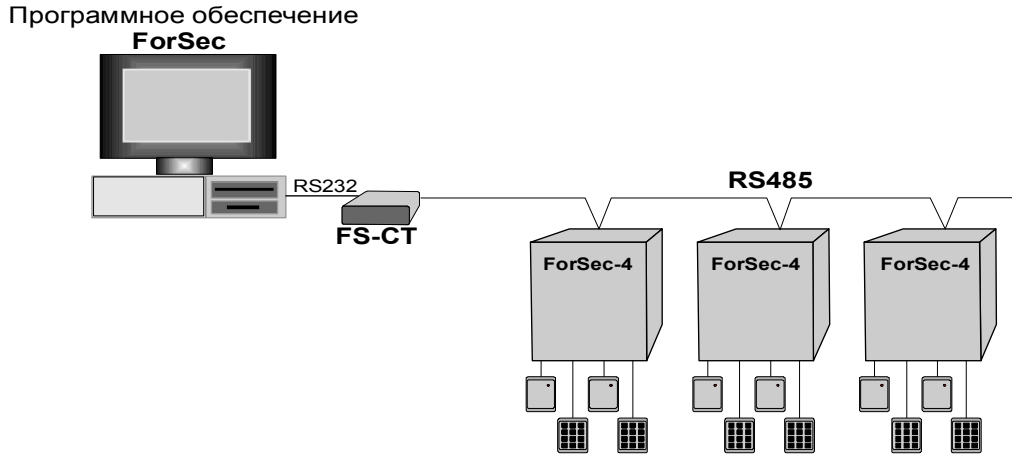 Программное обеспечение
ForSec
RS232
FS-CT
RS485
ForSec-4
ForSec-4
ForSec-4